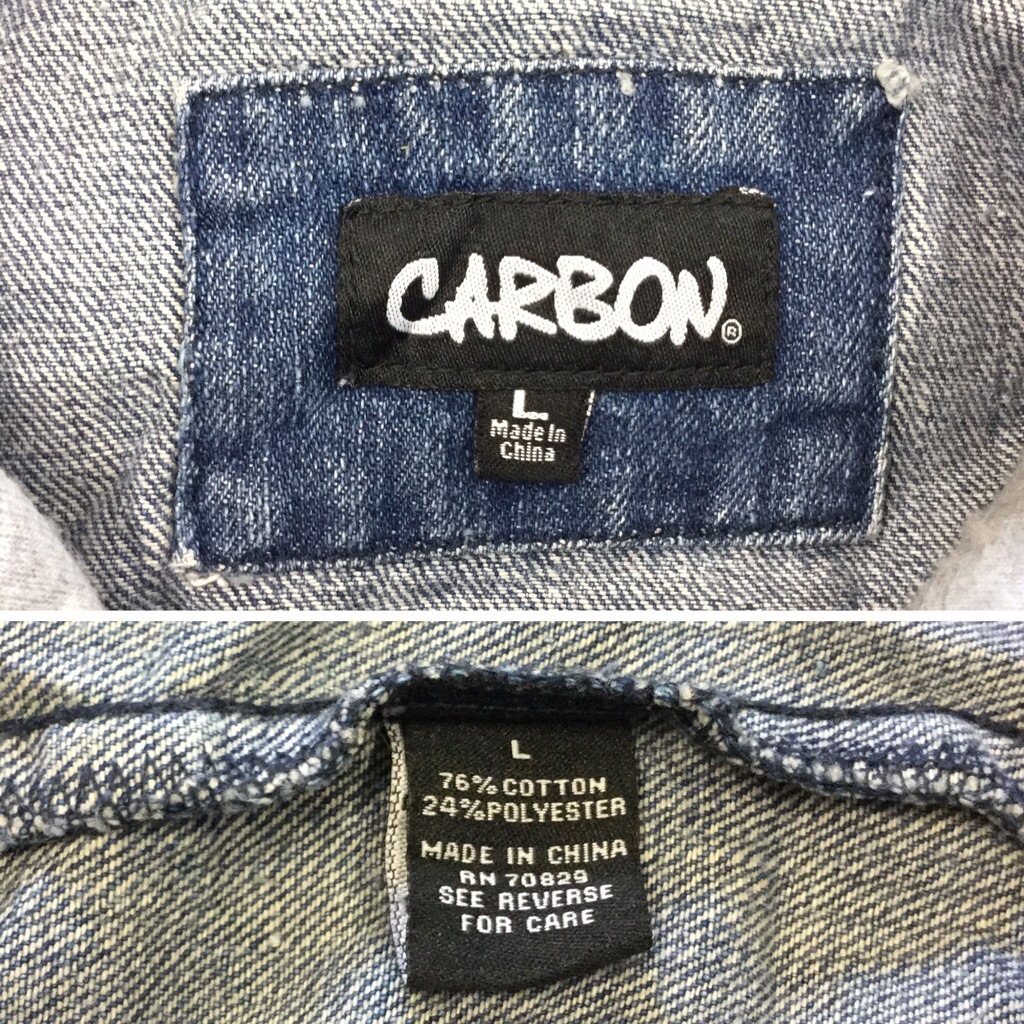 CARBON®
L
Made In
China
L
76% COTTON
24% POLYESTER
MADE IN CHINA
RN 70829
SEE REVERSE
FOR CARE